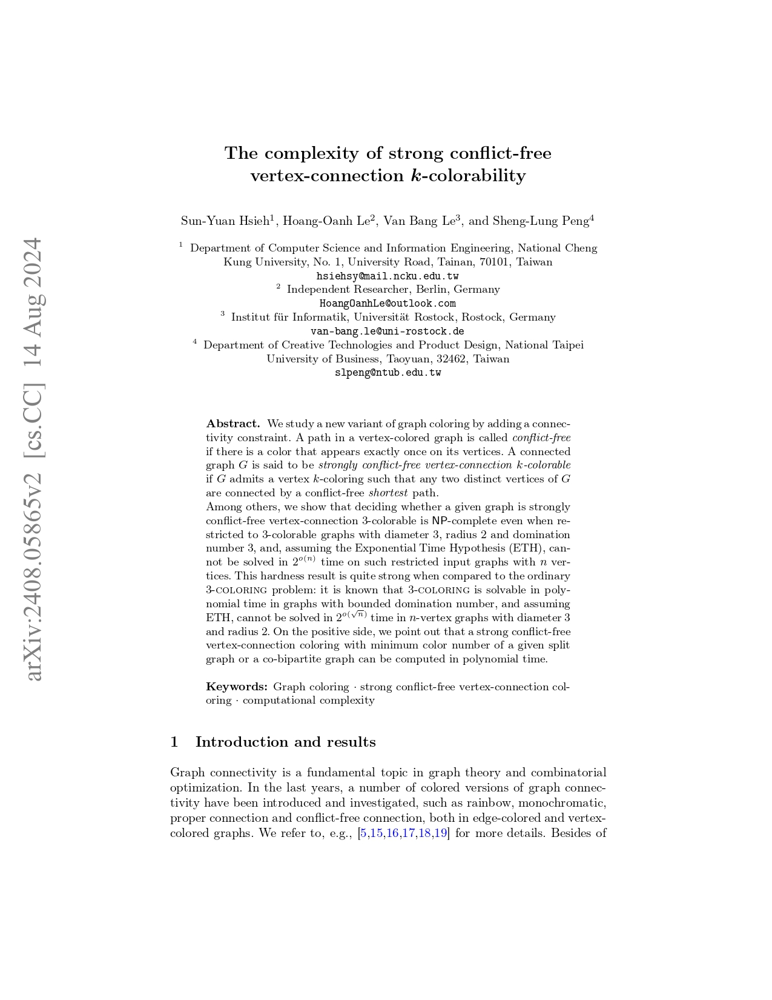 The complexity of strong conflict-free
vertex-connection k-colorability
Sun-Yuan Hsieh1, Hoang-Oanh Le2, Van Bang Le3, and Sheng-Lung Peng4
1 Department of Computer Science and Information Engineering, National Cheng
Kung University, No. 1, University Road, Tainan, 70101, Taiwan
hsiehsy@mail.ncku.edu.tw
2 Independent Researcher, Berlin, Germany
HoangOanhLe@outlook.com
3 Institut für Informatik, Universität Rostock, Rostock, Germany
van-bang.le@uni-rostock.de
4 Department of Creative Technologies and Product Design, National Taipei
University of Business, Taoyuan, 32462, Taiwan
slpeng@ntub.edu.tw
arXiv:2408.05865v2 [cs.CC] 14 Aug 2024
Abstract. We study a new variant of graph coloring by adding a connec-
tivity constraint. A path in a vertex-colored graph is called conflict-free
if there is a color that appears exactly once on its vertices. A connected
graph G is said to be strongly conflict-free vertex-connection k-colorable
if G admits a vertex k-coloring such that any two distinct vertices of G
are connected by a conflict-free shortest path.
Among others, we show that deciding whether a given graph is strongly
conflict-free vertex-connection 3-colorable is NP-complete even when re-
stricted to 3-colorable graphs with diameter 3, radius 2 and domination
number 3, and, assuming the Exponential Time Hypothesis (ETH), can-
not be solved in 2^o(n) time on such restricted input graphs with n ver-
tices. This hardness result is quite strong when compared to the ordinary
3-COLORING problem: it is known that 3-COLORING is solvable in poly-
nomial time in graphs with bounded domination number, and assuming
ETH, cannot be solved in 2^o(√n) time in n-vertex graphs with diameter 3
and radius 2. On the positive side, we point out that a strong conflict-free
vertex-connection coloring with minimum color number of a given split
graph or a co-bipartite graph can be computed in polynomial time.
Keywords: Graph coloring · strong conflict-free vertex-connection col-
oring · computational complexity
1 Introduction and results
Graph connectivity is a fundamental topic in graph theory and combinatorial
optimization. In the last years, a number of colored versions of graph connec-
tivity have been introduced and investigated, such as rainbow, monochromatic,
proper connection and conflict-free connection, both in edge-colored and vertex-
colored graphs. We refer to, e.g., [5,15,16,17,18,19] for more details. Besides of